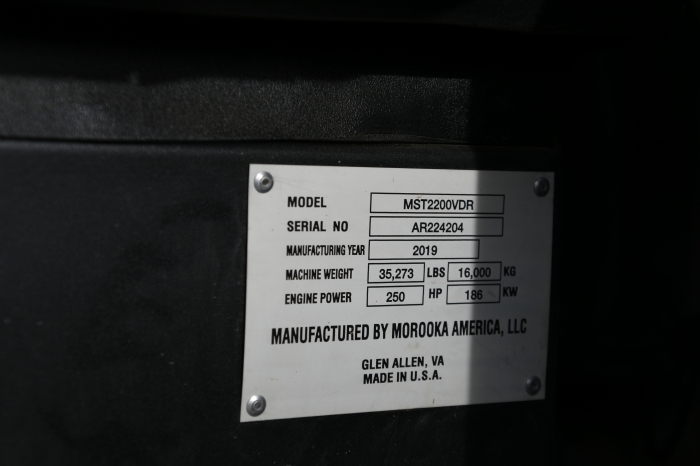 MODEL MST2200VDR
SERIAL NO AR224204
MANUFACTURING YEAR 2019
MACHINE WEIGHT 35,273 LBS 16,000 KG
ENGINE POWER 250 HP 186 KW
MANUFACTURED BY MOROOKA AMERICA, LLC
GLEN ALLEN, VA
MADE IN U.S.A.